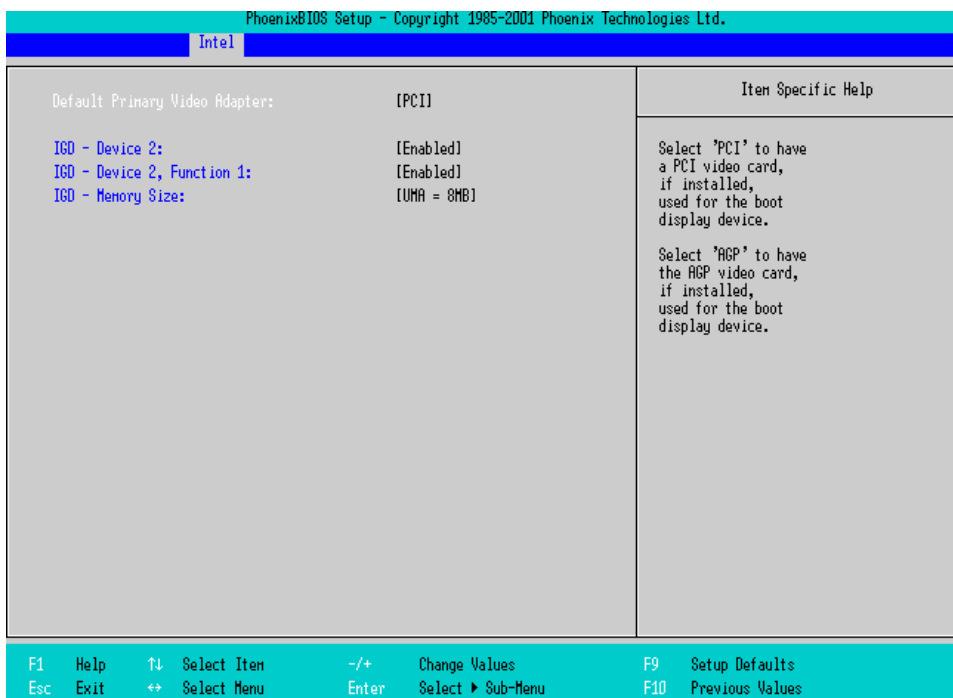 PhoenixBIOS Setup - Copyright 1985-2001 Phoenix Technologies Ltd.
Intel
Default Primary Video Adapter: [PCI]
IGD - Device 2: [Enabled]
IGD - Device 2, Function 1: [Enabled]
IGD - Memory Size: [UMA = 8MB]
Item Specific Help
Select 'PCI' to have
a PCI video card,
if installed,
used for the boot
display device.
Select 'AGP' to have
the AGP video card,
if installed,
used for the boot
display device.
F1 Help ↑↓ Select Item -/+ Change Values F9 Setup Defaults
Esc Exit ↔ Select Menu Enter Select ▶ Sub-Menu F10 Previous Values